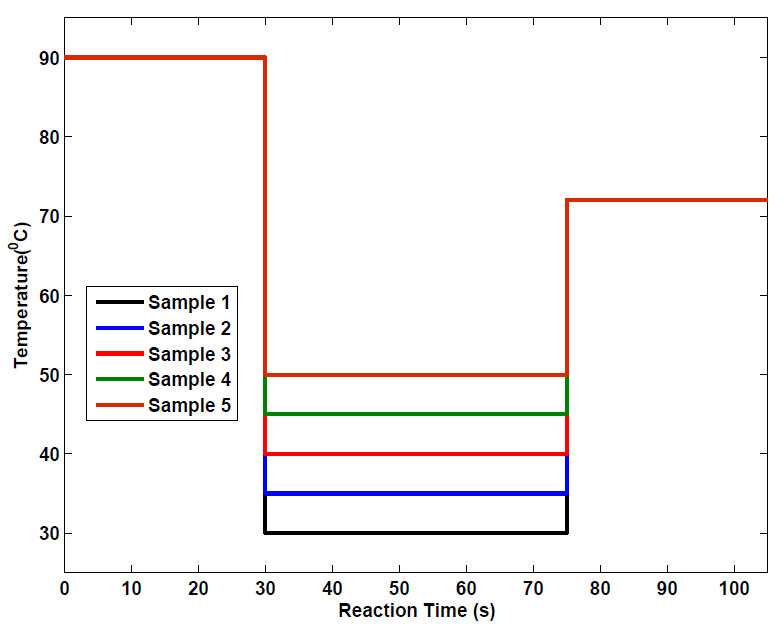 90
80
70
60
50
40
30
Temperature(⁰C)
Sample 1
Sample 2
Sample 3
Sample 4
Sample 5
0 10 20 30 40 50 60 70 80 90 100
Reaction Time (s)